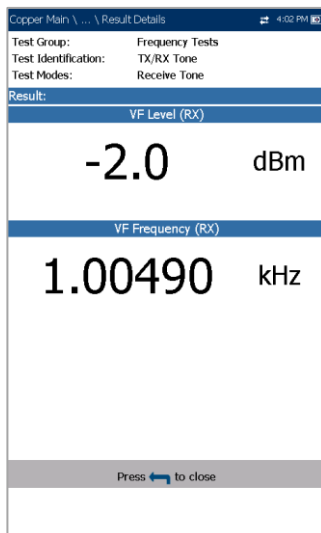 Copper Main \ ... \ Result Details 4:02 PM
Test Group: Frequency Tests
Test Identification: TX/RX Tone
Test Modes: Receive Tone
Result:
VF Level (RX)
-2.0 dBm
VF Frequency (RX)
1.00490 kHz
Press to close